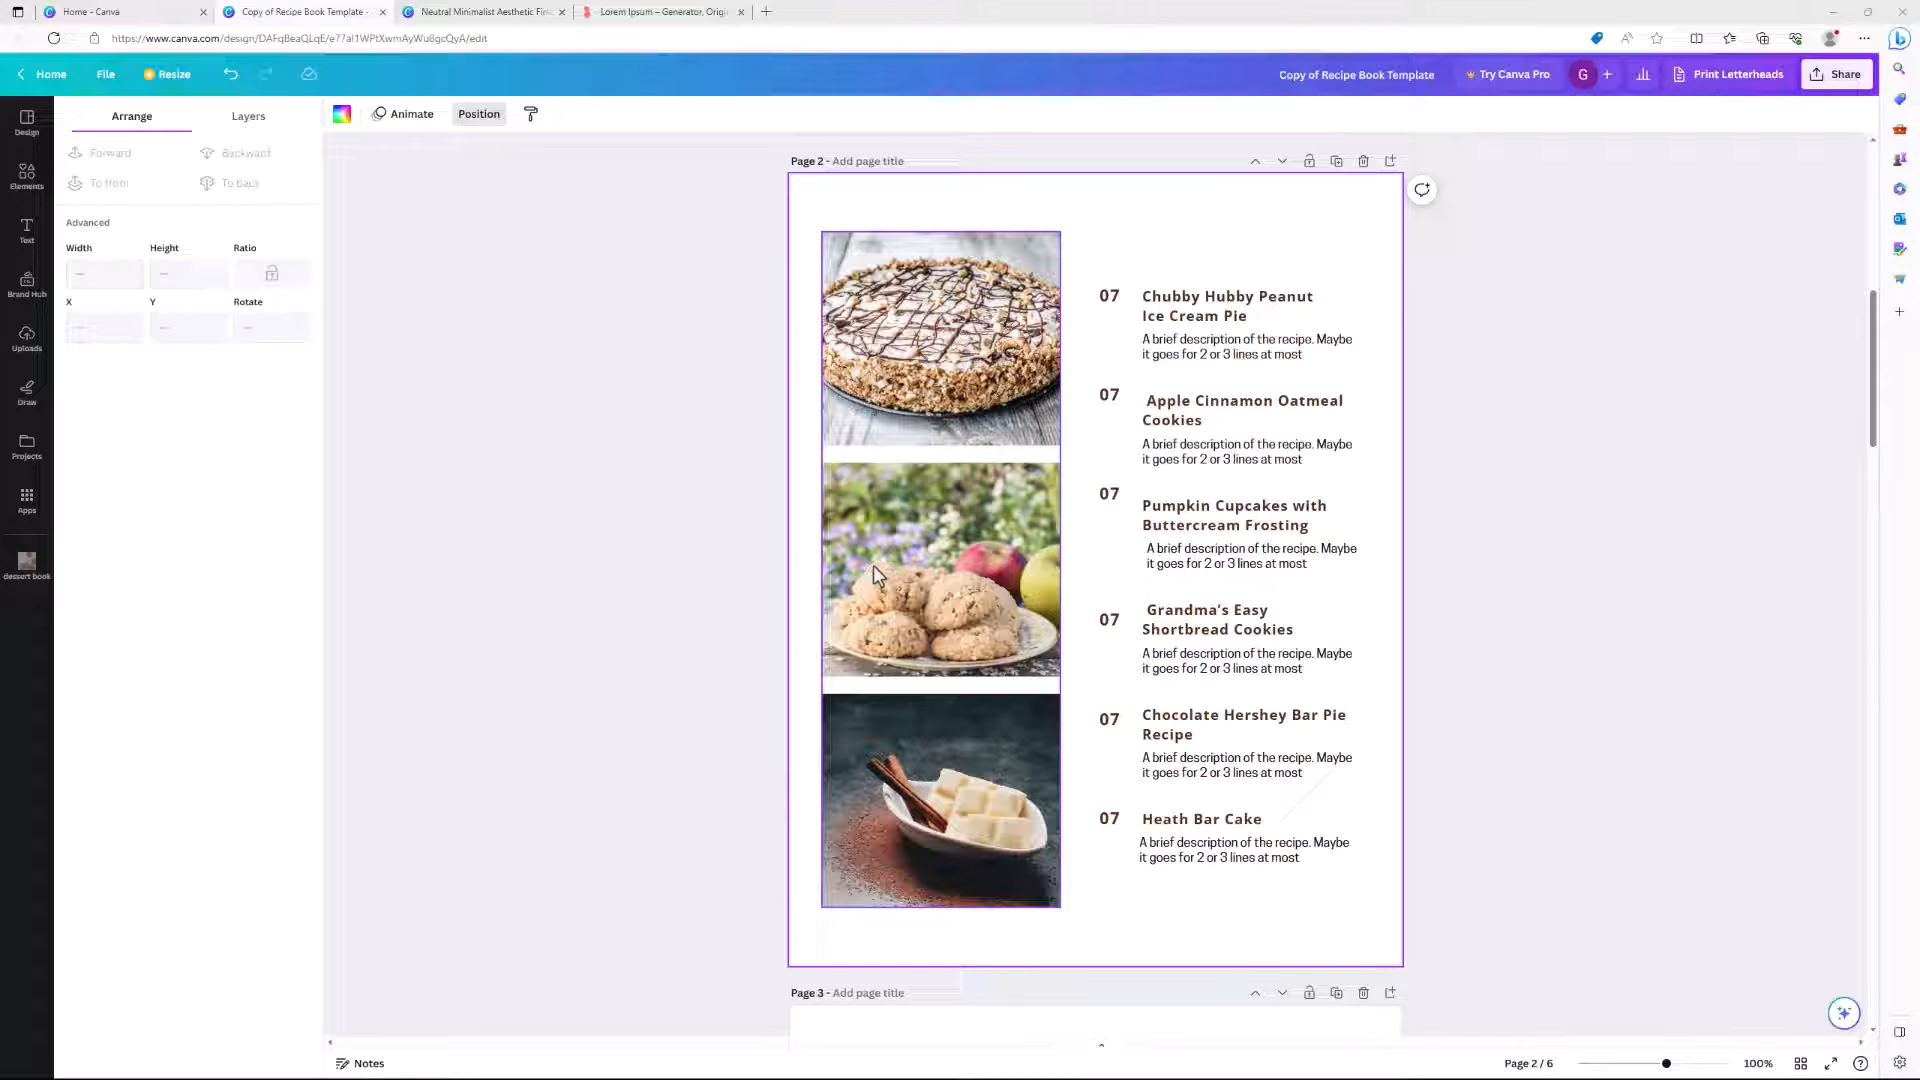 Home - Canva
Copy of Recipe Book Template -
Neutral Minimalist Aesthetic Fin
Lorem Ipsum – Generator, Origi
https://www.canva.com/design/DAFqBeaQLqE/e77al1WPtXwmAyWu8gcQyA/edit
Home
File
Resize
Copy of Recipe Book Template
Try Canva Pro
G
Print Letterheads
Share
Design
Elements
Text
Brand Hub
Uploads
Draw
Projects
Apps
dessert book
Arrange
Layers
Forward
Backward
To front
To back
Advanced
Width
Height
Ratio
X
Y
Rotate
Animate
Position
Page 2 - Add page title
07
Chubby Hubby Peanut
Ice Cream Pie
A brief description of the recipe. Maybe
it goes for 2 or 3 lines at most
07
Apple Cinnamon Oatmeal
Cookies
A brief description of the recipe. Maybe
it goes for 2 or 3 lines at most
07
Pumpkin Cupcakes with
Buttercream Frosting
A brief description of the recipe. Maybe
it goes for 2 or 3 lines at most
07
Grandma's Easy
Shortbread Cookies
A brief description of the recipe. Maybe
it goes for 2 or 3 lines at most
07
Chocolate Hershey Bar Pie
Recipe
A brief description of the recipe. Maybe
it goes for 2 or 3 lines at most
07
Heath Bar Cake
A brief description of the recipe. Maybe
it goes for 2 or 3 lines at most
Page 3 - Add page title
Notes
Page 2 / 6
100%